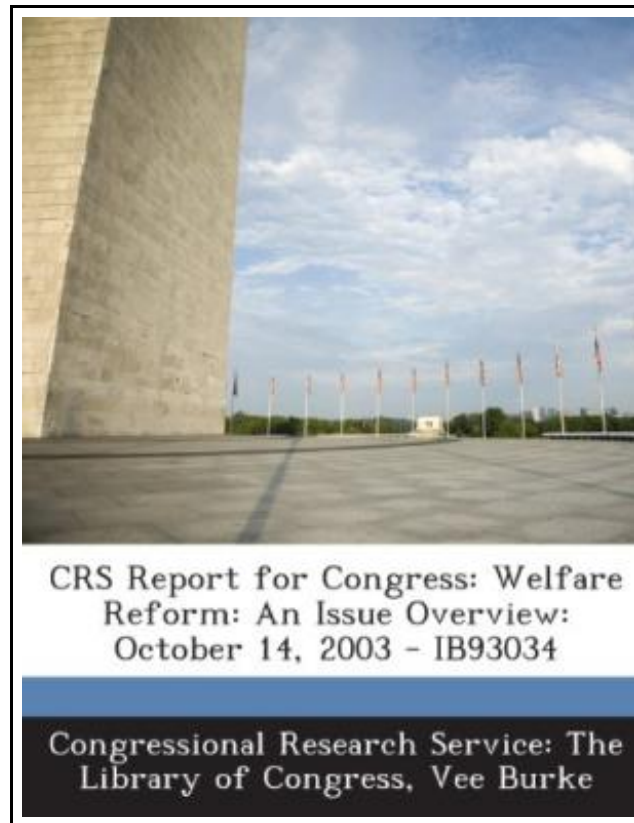 CRS Report for Congress: Welfare
Reform: An Issue Overview:
October 14, 2003 - IB93034
Congressional Research Service: The
Library of Congress, Vee Burke